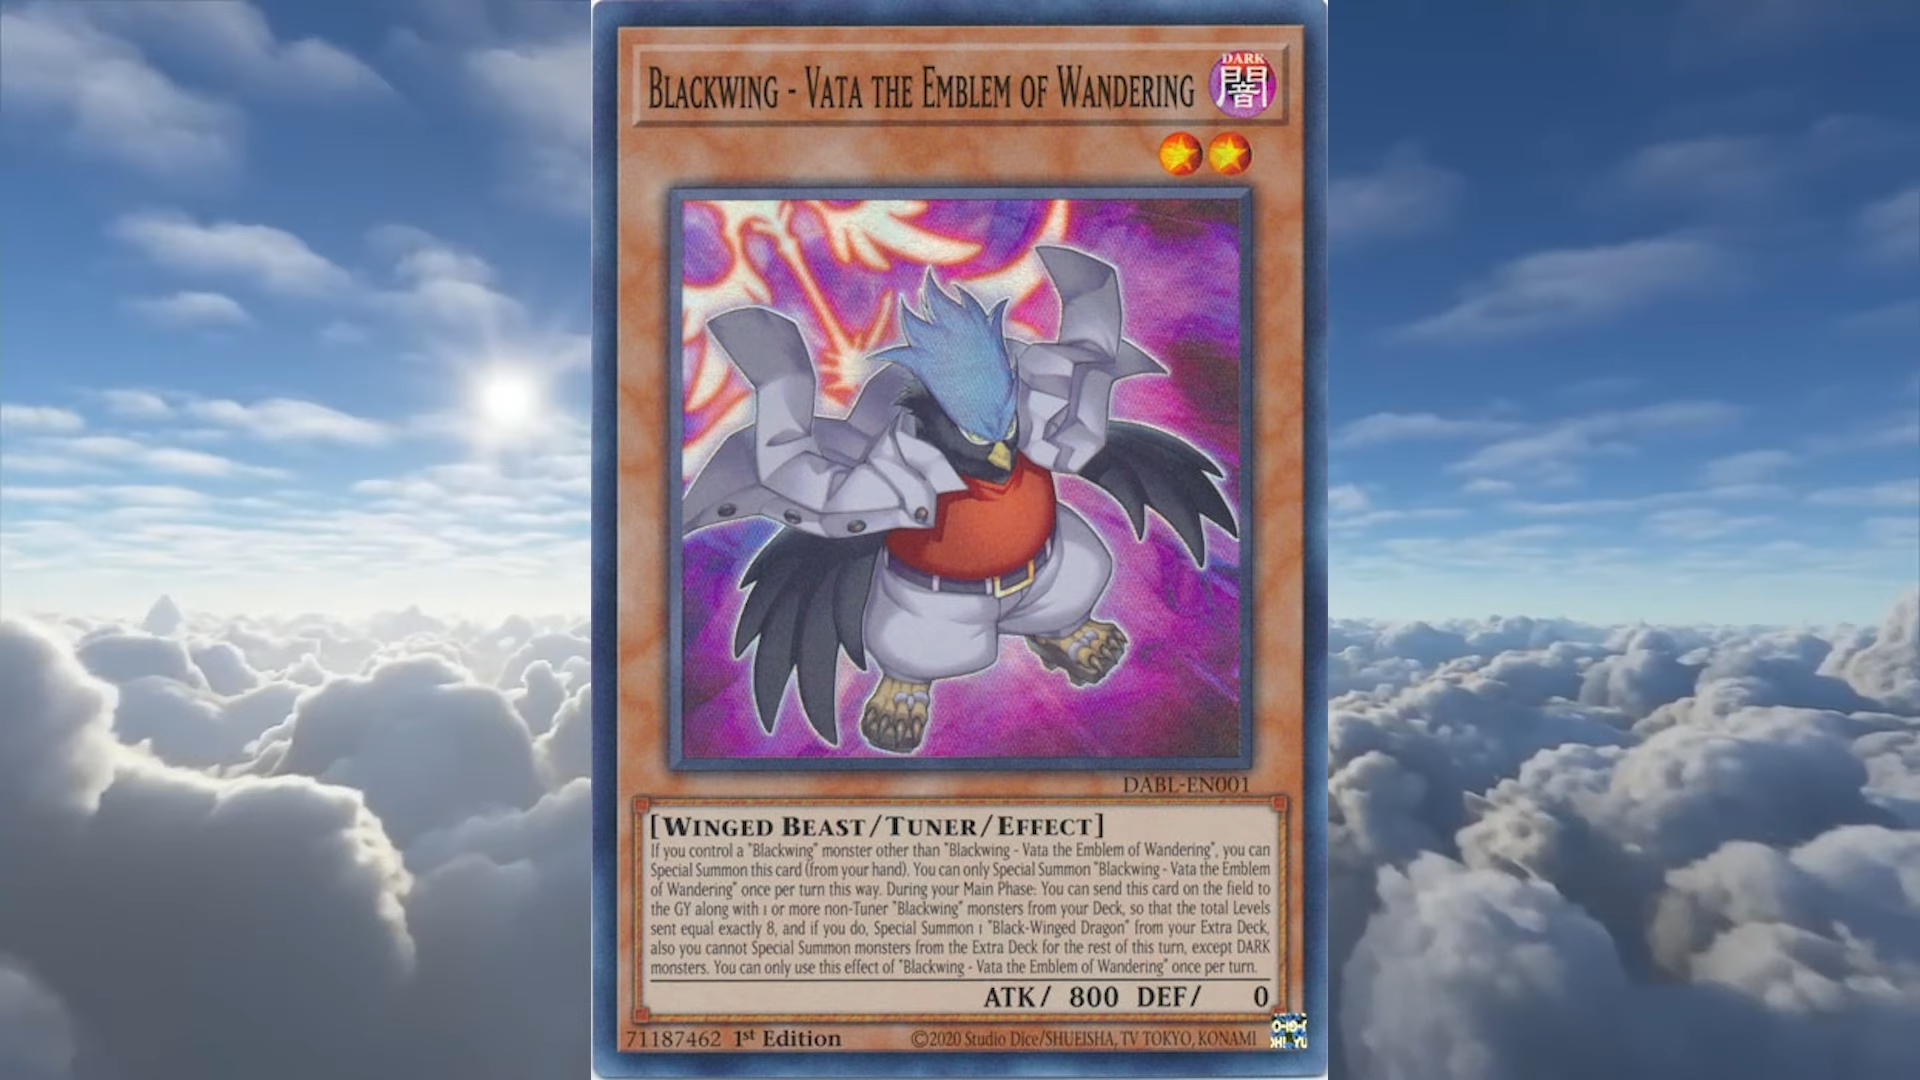 Blackwing - Vata the Emblem of Wandering
DARK
闇
DABL-EN001
[Winged Beast/Tuner/Effect]
If you control a "Blackwing" monster other than "Blackwing - Vata the Emblem of Wandering", you can
Special Summon this card (from your hand). You can only Special Summon "Blackwing - Vata the Emblem
of Wandering" once per turn this way. During your Main Phase: You can send this card on the field to
the GY along with 1 or more non-Tuner "Blackwing" monsters from your Deck, so that the total Levels
sent equal exactly 8, and if you do, Special Summon 1 "Black-Winged Dragon" from your Extra Deck,
also you cannot Special Summon monsters from the Extra Deck for the rest of this turn, except DARK
monsters. You can only use this effect of "Blackwing - Vata the Emblem of Wandering" once per turn.
ATK/ 800 DEF/ 0
71187462 1st Edition ©2020 Studio Dice/SHUEISHA, TV TOKYO, KONAMI